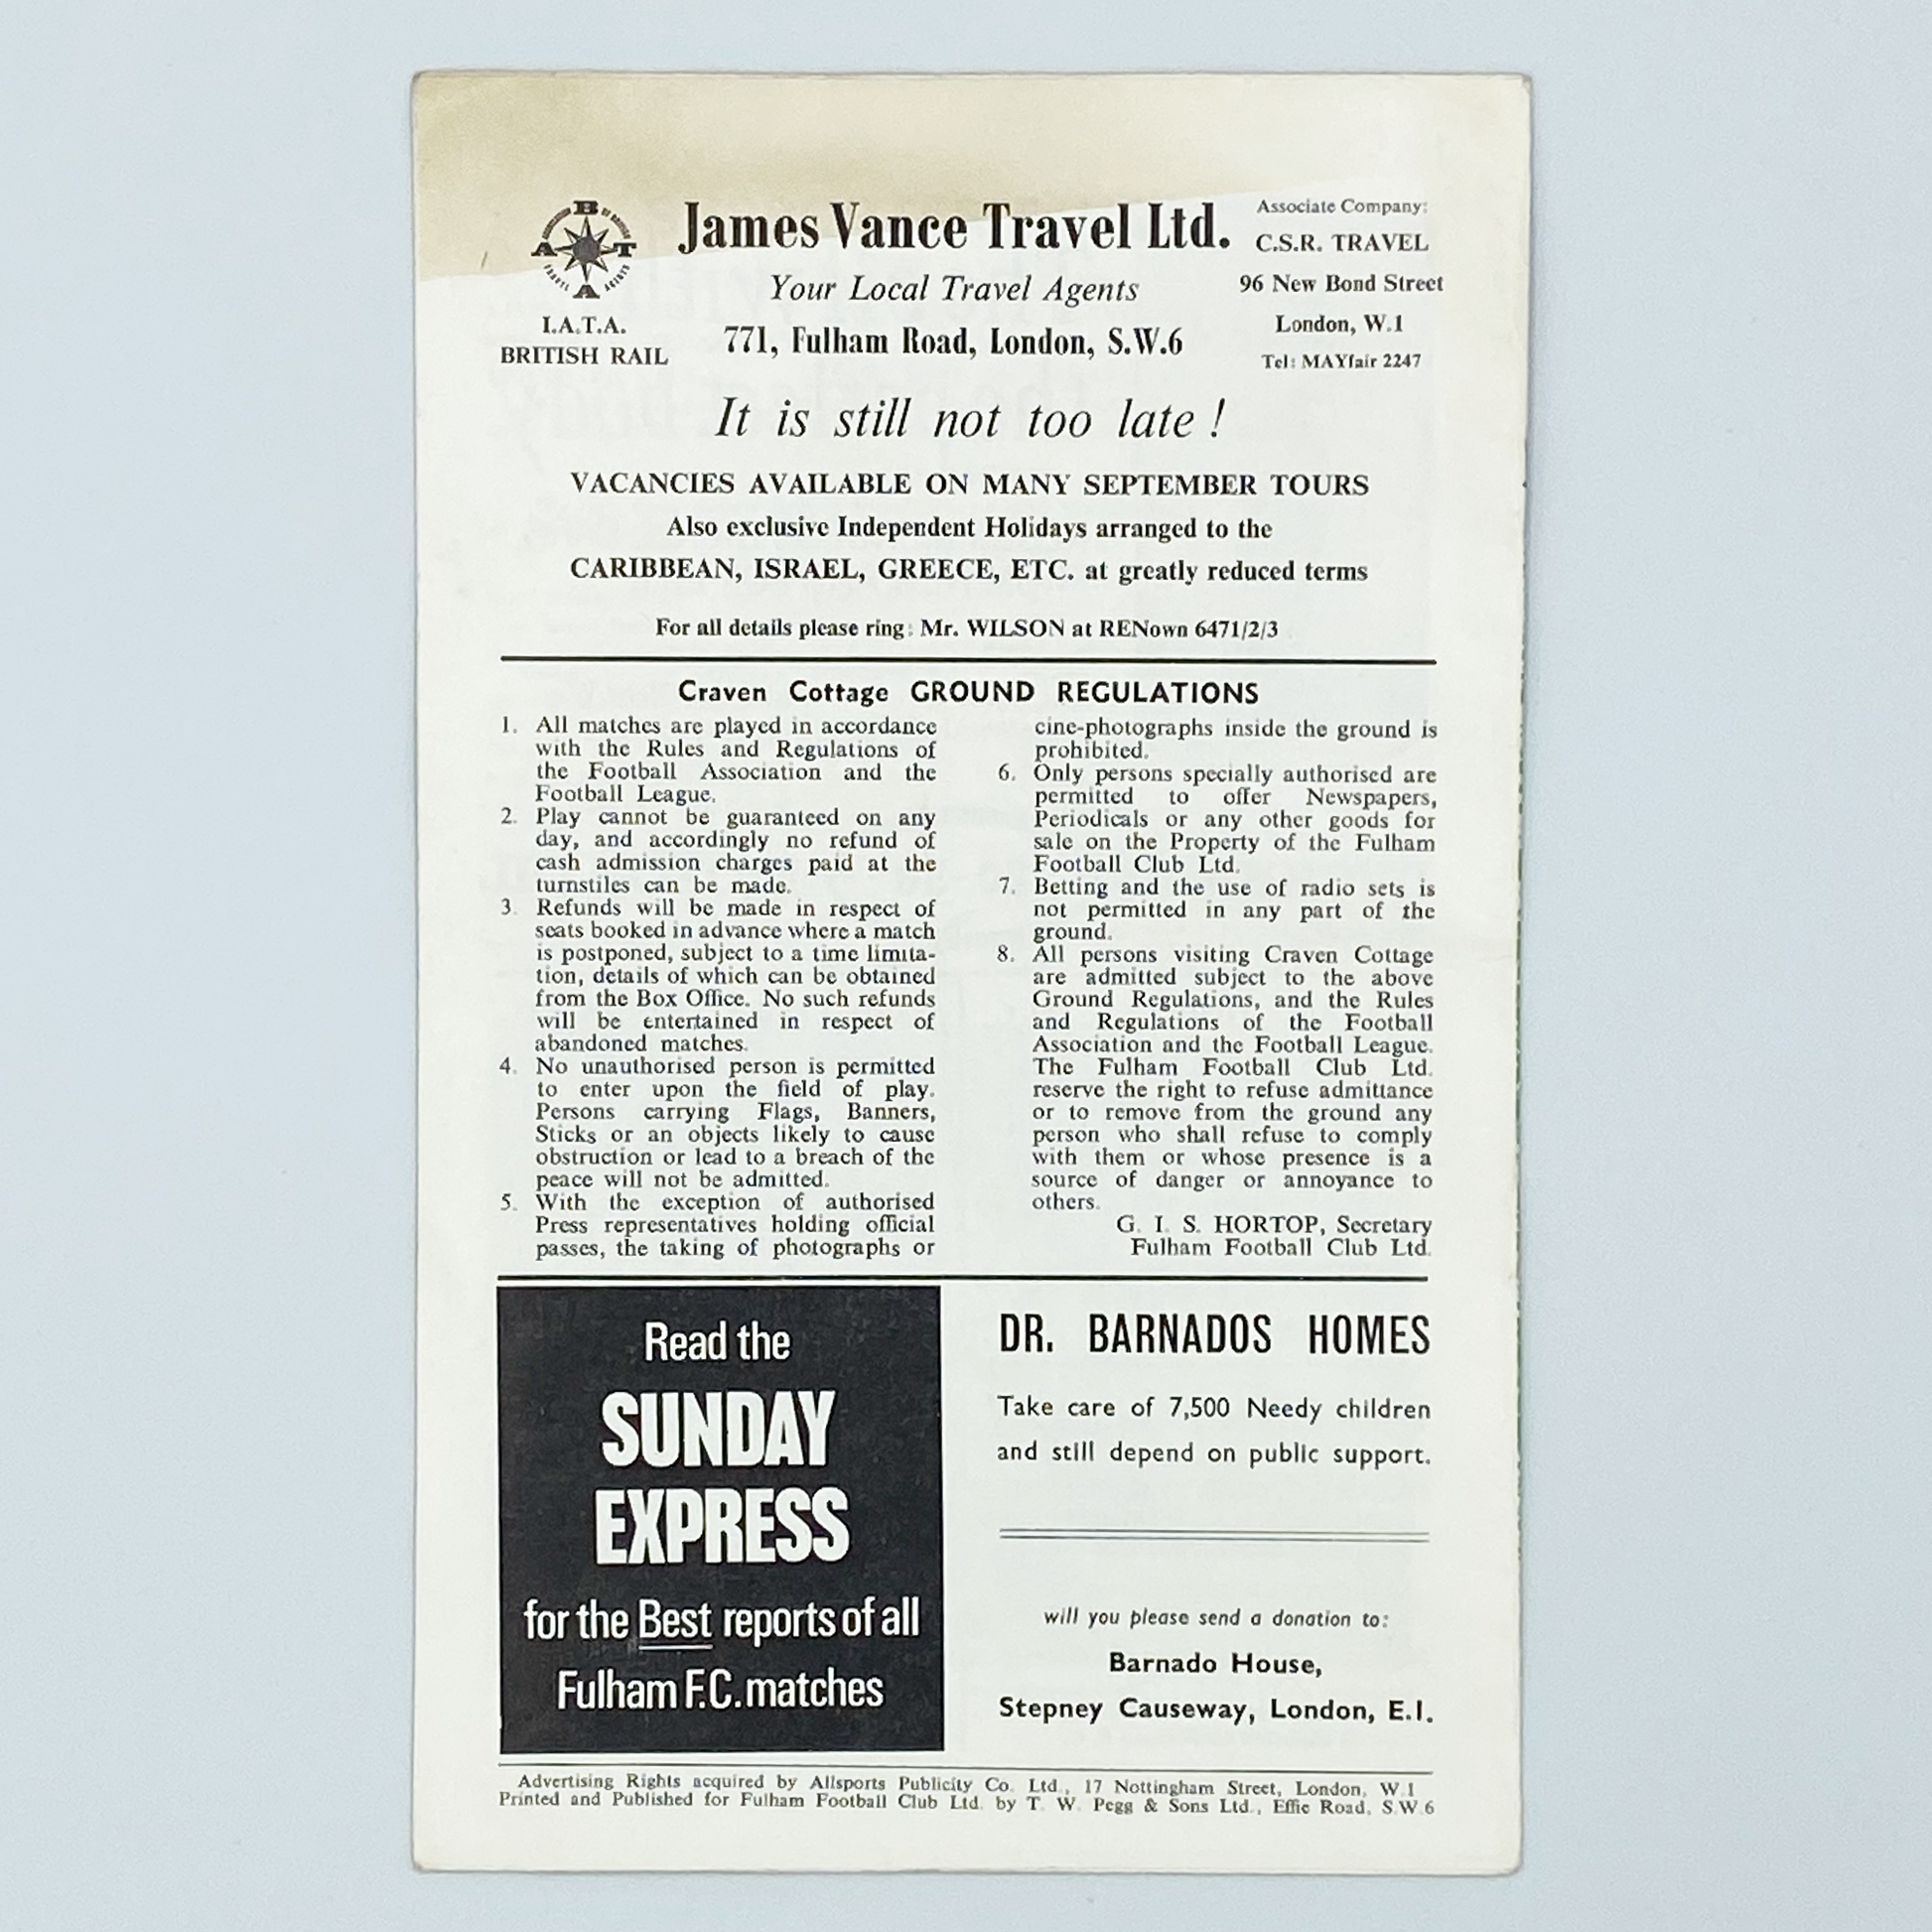 ABTA
I.A.T.A.
BRITISH RAIL
James Vance Travel Ltd.
Your Local Travel Agents
771, Fulham Road, London, S.W.6
Associate Company:
C.S.R. TRAVEL
96 New Bond Street
London, W.1
Tel: MAYfair 2247
It is still not too late !
VACANCIES AVAILABLE ON MANY SEPTEMBER TOURS
Also exclusive Independent Holidays arranged to the
CARIBBEAN, ISRAEL, GREECE, ETC. at greatly reduced terms
For all details please ring: Mr. WILSON at RENown 6471/2/3
Craven Cottage GROUND REGULATIONS
1. All matches are played in accordance
with the Rules and Regulations of
the Football Association and the
Football League.
2. Play cannot be guaranteed on any
day, and accordingly no refund of
cash admission charges paid at the
turnstiles can be made.
3. Refunds will be made in respect of
seats booked in advance where a match
is postponed, subject to a time limita-
tion, details of which can be obtained
from the Box Office. No such refunds
will be entertained in respect of
abandoned matches.
4. No unauthorised person is permitted
to enter upon the field of play.
Persons carrying Flags, Banners,
Sticks or an objects likely to cause
obstruction or lead to a breach of the
peace will not be admitted.
5. With the exception of authorised
Press representatives holding official
passes, the taking of photographs or
cine-photographs inside the ground is
prohibited.
6. Only persons specially authorised are
permitted to offer Newspapers,
Periodicals or any other goods for
sale on the Property of the Fulham
Football Club Ltd.
7. Betting and the use of radio sets is
not permitted in any part of the
ground.
8. All persons visiting Craven Cottage
are admitted subject to the above
Ground Regulations, and the Rules
and Regulations of the Football
Association and the Football League.
The Fulham Football Club Ltd.
reserve the right to refuse admittance
or to remove from the ground any
person who shall refuse to comply
with them or whose presence is a
source of danger or annoyance to
others.
G. I. S. HORTOP, Secretary
Fulham Football Club Ltd.
Read the
SUNDAY
EXPRESS
for the Best reports of all
Fulham F.C. matches
DR. BARNADOS HOMES
Take care of 7,500 Needy children
and still depend on public support.
will you please send a donation to:
Barnado House,
Stepney Causeway, London, E.I.
Advertising Rights acquired by Allsports Publicity Co. Ltd., 17 Nottingham Street, London, W.1
Printed and Published for Fulham Football Club Ltd. by T. W. Pegg & Sons Ltd., Effie Road, S.W.6